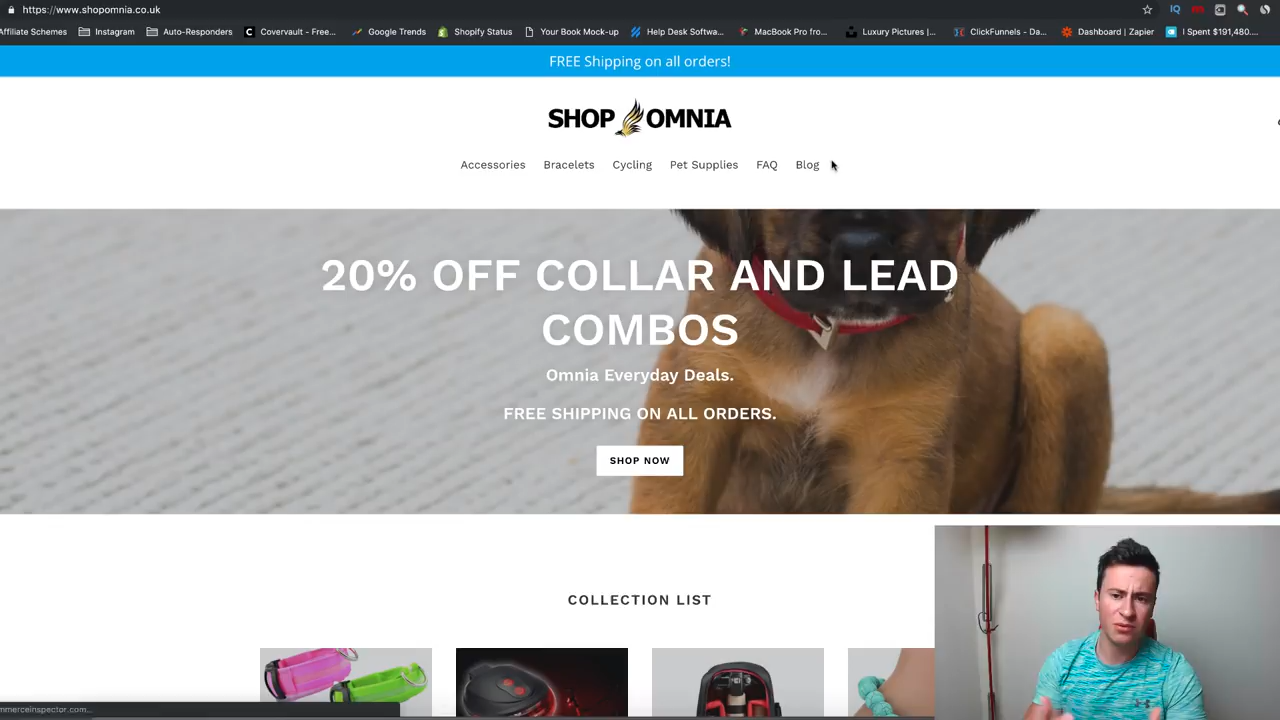 https://www.shopomnia.co.uk
Affiliate Schemes Instagram Auto-Responders Covervault - Free... Google Trends Shopify Status Your Book Mock-up Help Desk Softwa... MacBook Pro fro... Luxury Pictures |... ClickFunnels - Da... Dashboard | Zapier I Spent $191,480....
FREE Shipping on all orders!
SHOP OMNIA
Accessories Bracelets Cycling Pet Supplies FAQ Blog
20% OFF COLLAR AND LEAD
COMBOS
Omnia Everyday Deals.
FREE SHIPPING ON ALL ORDERS.
SHOP NOW
COLLECTION LIST
mmerceinspector.com...